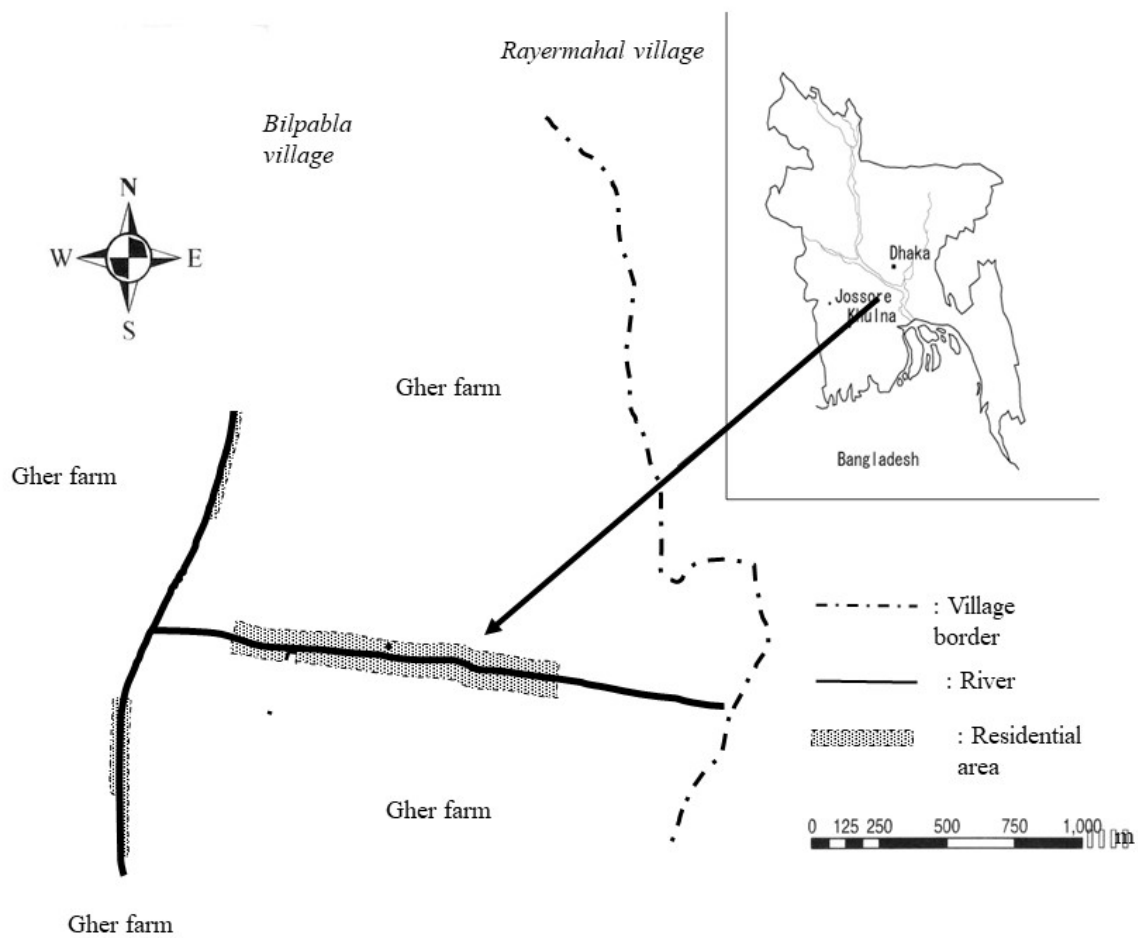 Rayermahal village
Bilpabla
village
N
W
E
S
Dhaka
Jossore
Khulna
Bangladesh
Gher farm
Gher farm
Gher farm
Gher farm
: Village
border
: River
: Residential
area
0 125 250 500 750 1,000 m